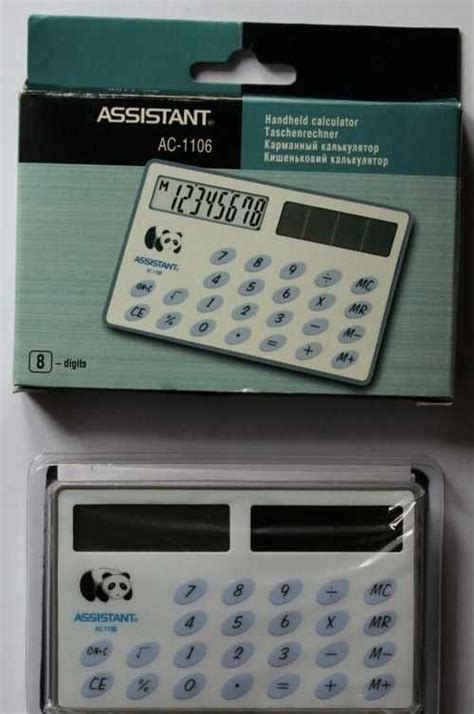 ASSISTANT
AC-1106
Handheld calculator
Taschenrechner
Карманный калькулятор
Кишеньковий калькулятор
M
12345678
ASSISTANT
AC-1106
7 8 9 ÷ MC
ON•C √ 4 5 6 X MR
CE % 1 2 3 − M−
0 • = + M+
8 - digits
ASSISTANT
AC-1106
7 8 9 ÷ MC
4 5 6 X MR
ON•C √ 1 2 3 − M−
CE % 0 • = + M+